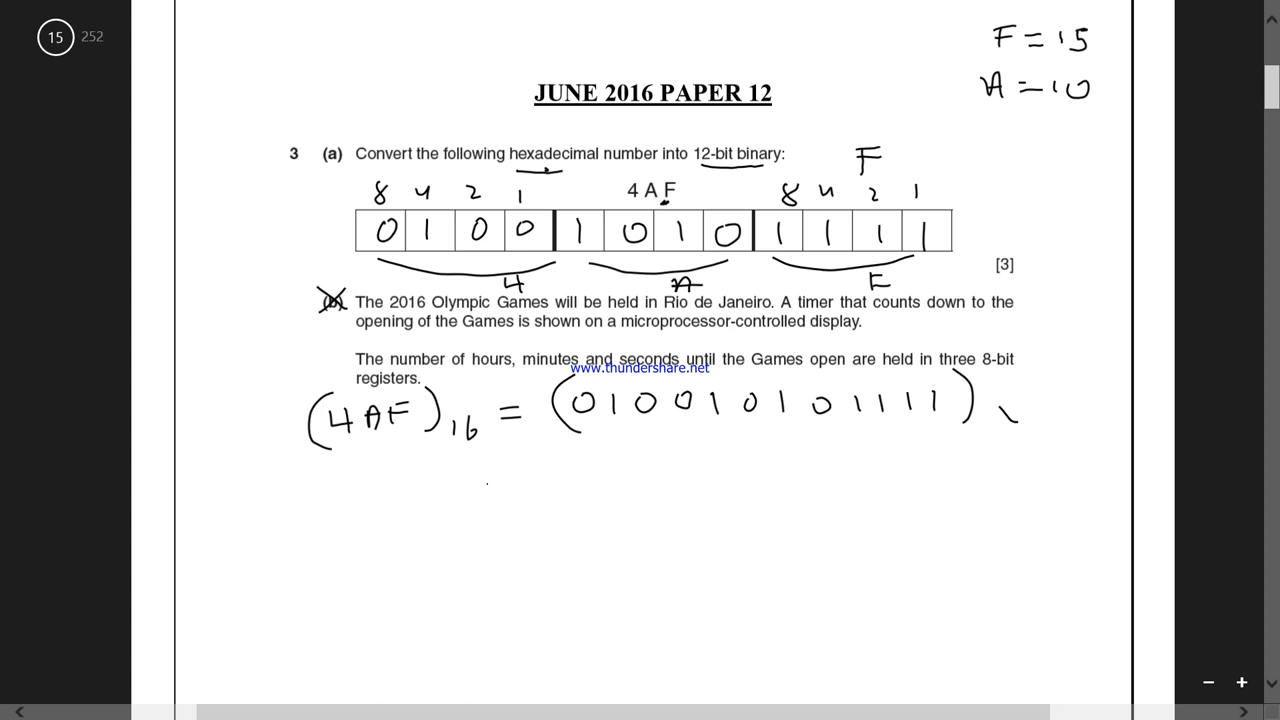 15 252
F = 15
A = 10
JUNE 2016 PAPER 12
3 (a) Convert the following hexadecimal number into 12-bit binary:
F
8 4 2 1 4 A F 8 4 2 1
0 1 0 0 1 0 1 0 1 1 1 1
[3]
4 A F
(b) The 2016 Olympic Games will be held in Rio de Janeiro. A timer that counts down to the
opening of the Games is shown on a microprocessor-controlled display.
The number of hours, minutes and seconds until the Games open are held in three 8-bit
www.thundershare.net
registers.
(4AF)16 = (010010101111)